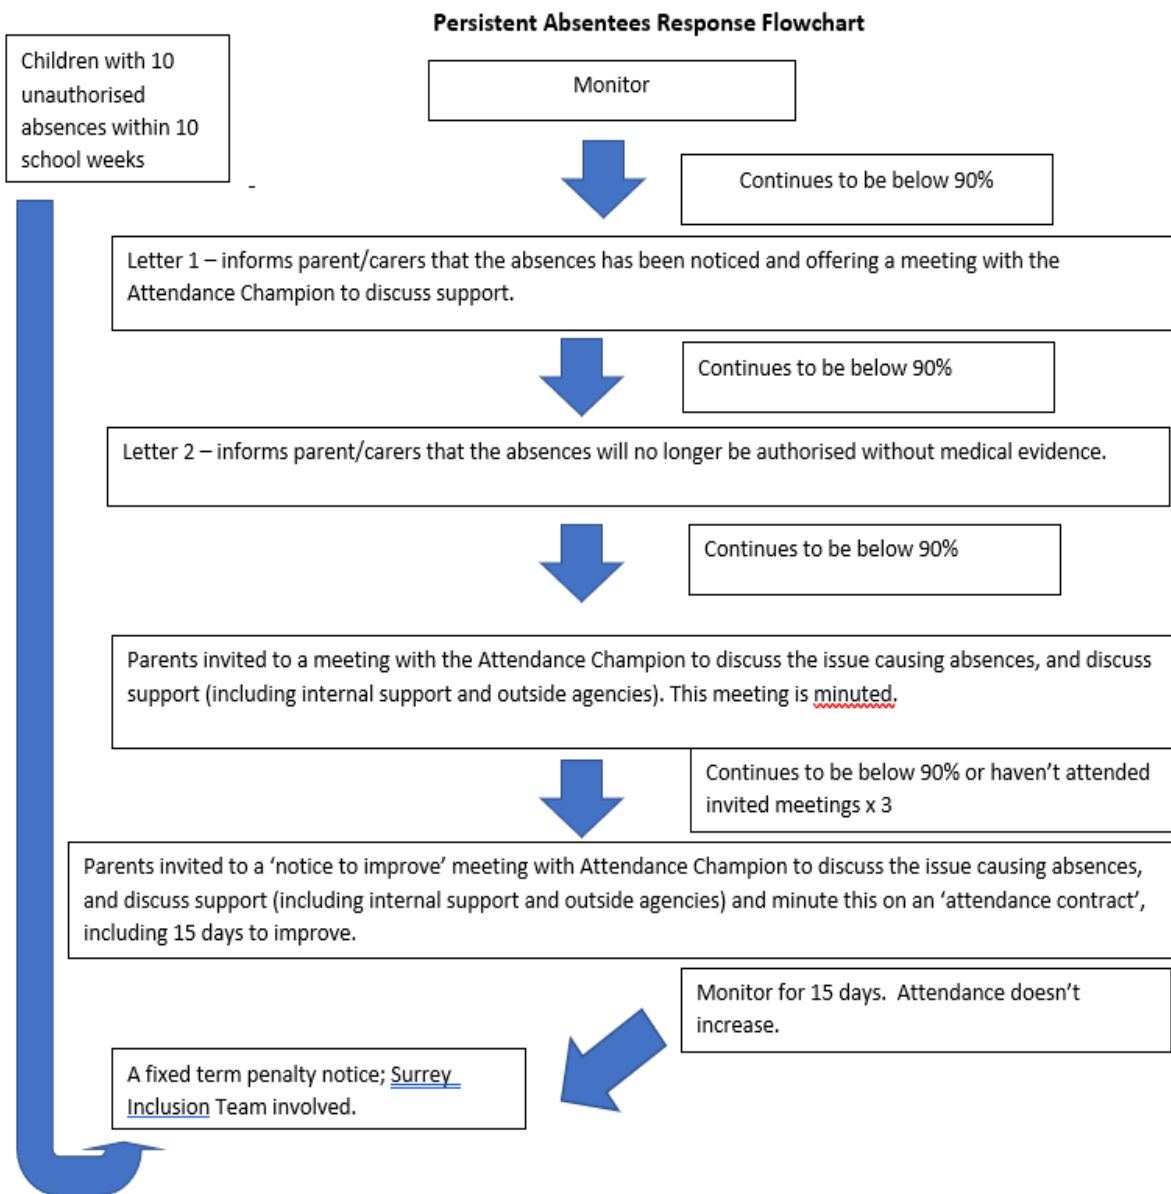 Persistent Absentees Response Flowchart
Children with 10
unauthorised
absences within 10
school weeks
Monitor
-
Continues to be below 90%
Letter 1 – informs parent/carers that the absences has been noticed and offering a meeting with the
Attendance Champion to discuss support.
Continues to be below 90%
Letter 2 – informs parent/carers that the absences will no longer be authorised without medical evidence.
Continues to be below 90%
Parents invited to a meeting with the Attendance Champion to discuss the issue causing absences, and discuss
support (including internal support and outside agencies). This meeting is minuted.
Continues to be below 90% or haven’t attended
invited meetings x 3
Parents invited to a ‘notice to improve’ meeting with Attendance Champion to discuss the issue causing absences,
and discuss support (including internal support and outside agencies) and minute this on an ‘attendance contract’,
including 15 days to improve.
Monitor for 15 days.  Attendance doesn’t
increase.
A fixed term penalty notice; Surrey
Inclusion Team involved.